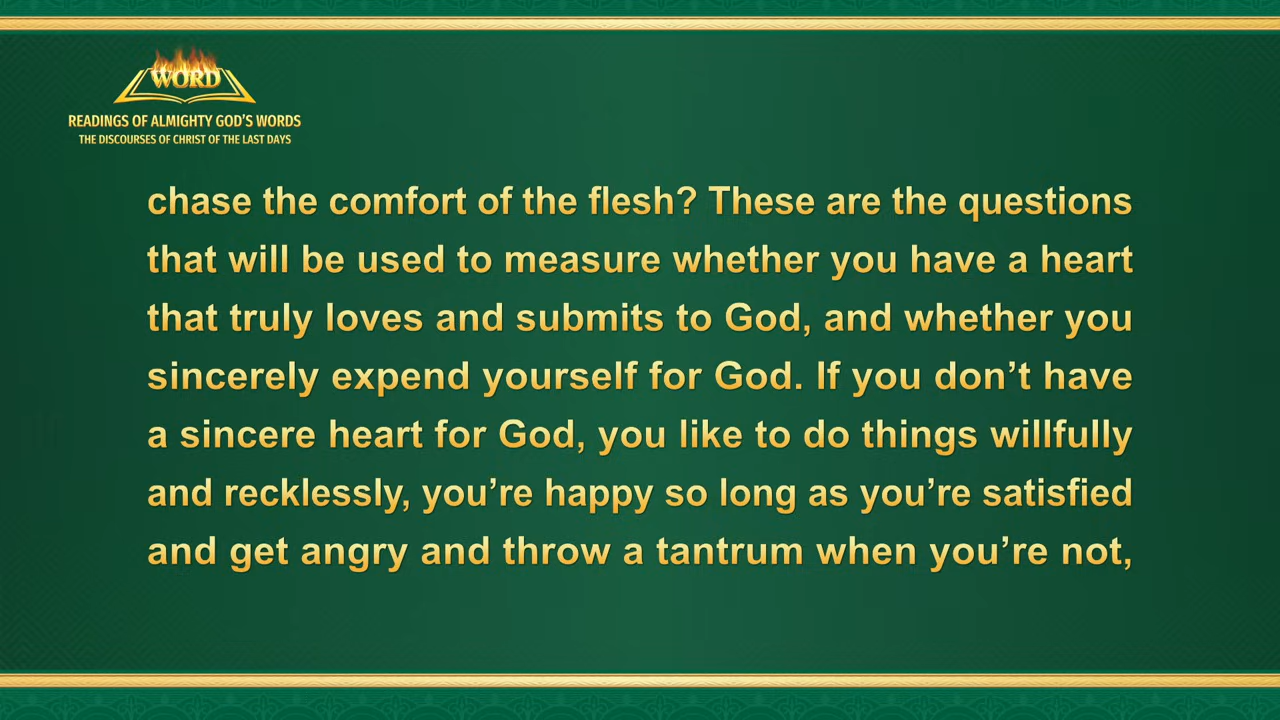 WORD
READINGS OF ALMIGHTY GOD'S WORDS
THE DISCOURSES OF CHRIST OF THE LAST DAYS
chase the comfort of the flesh? These are the questions
that will be used to measure whether you have a heart
that truly loves and submits to God, and whether you
sincerely expend yourself for God. If you don’t have
a sincere heart for God, you like to do things willfully
and recklessly, you’re happy so long as you’re satisfied
and get angry and throw a tantrum when you’re not,